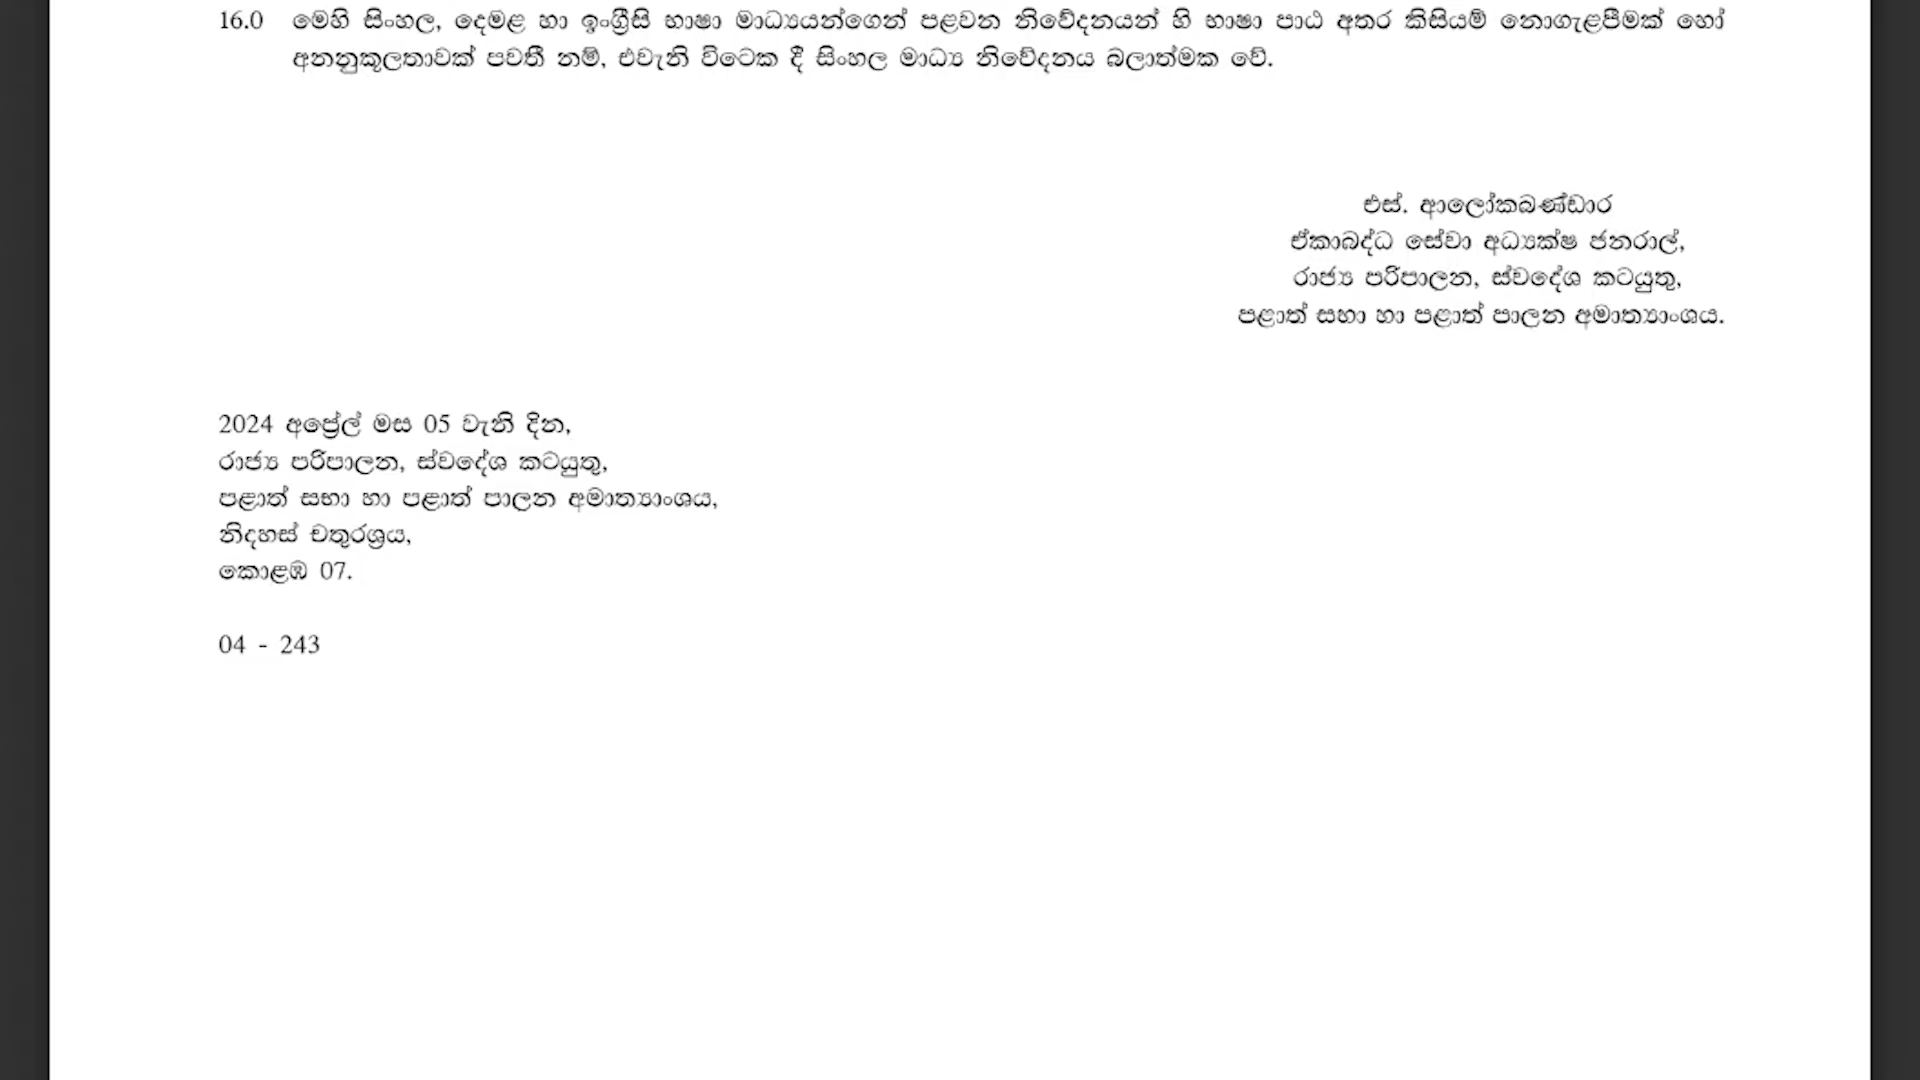 16.0 මෙහි සිංහල, දෙමළ හා ඉංග්‍රීසි භාෂා මාධ්‍යයන්ගෙන් පළවන නිවේදනයන් හි භාෂා පාඨ අතර කිසියම් නොගැළපීමක් හෝ
අනනුකූලතාවක් පවතී නම්, එවැනි විටෙක දී සිංහල මාධ්‍ය නිවේදනය බලාත්මක වේ.
එස්. ආලෝකබණ්ඩාර
ඒකාබද්ධ සේවා අධ්‍යක්ෂ ජනරාල්,
රාජ්‍ය පරිපාලන, ස්වදේශ කටයුතු,
පළාත් සභා හා පළාත් පාලන අමාත්‍යාංශය.
2024 අප්‍රේල් මස 05 වැනි දින,
රාජ්‍ය පරිපාලන, ස්වදේශ කටයුතු,
පළාත් සභා හා පළාත් පාලන අමාත්‍යාංශය,
නිදහස් චතුරශ්‍රය,
කොළඹ 07.
04 - 243